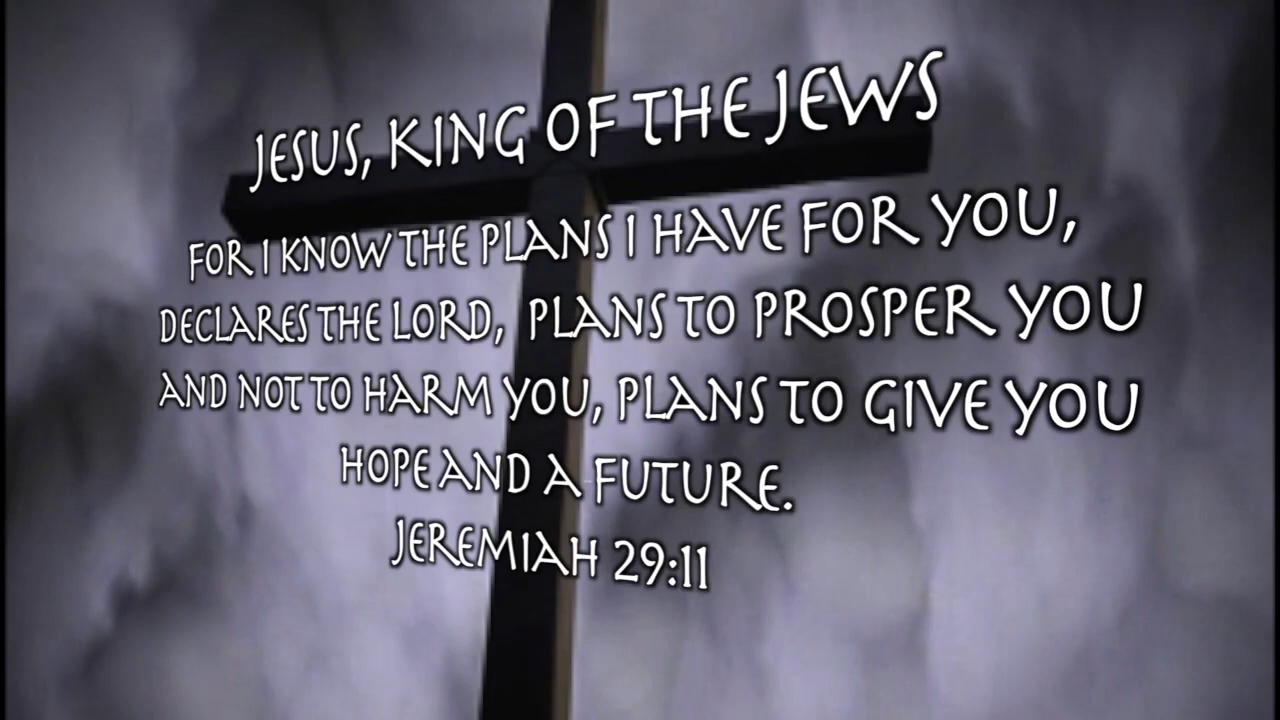 JESUS, KING OF THE JEWS
FOR I KNOW THE PLANS I HAVE FOR YOU,
DECLARES THE LORD, PLANS TO PROSPER YOU
AND NOT TO HARM YOU, PLANS TO GIVE YOU
HOPE AND A FUTURE.
JEREMIAH 29:11